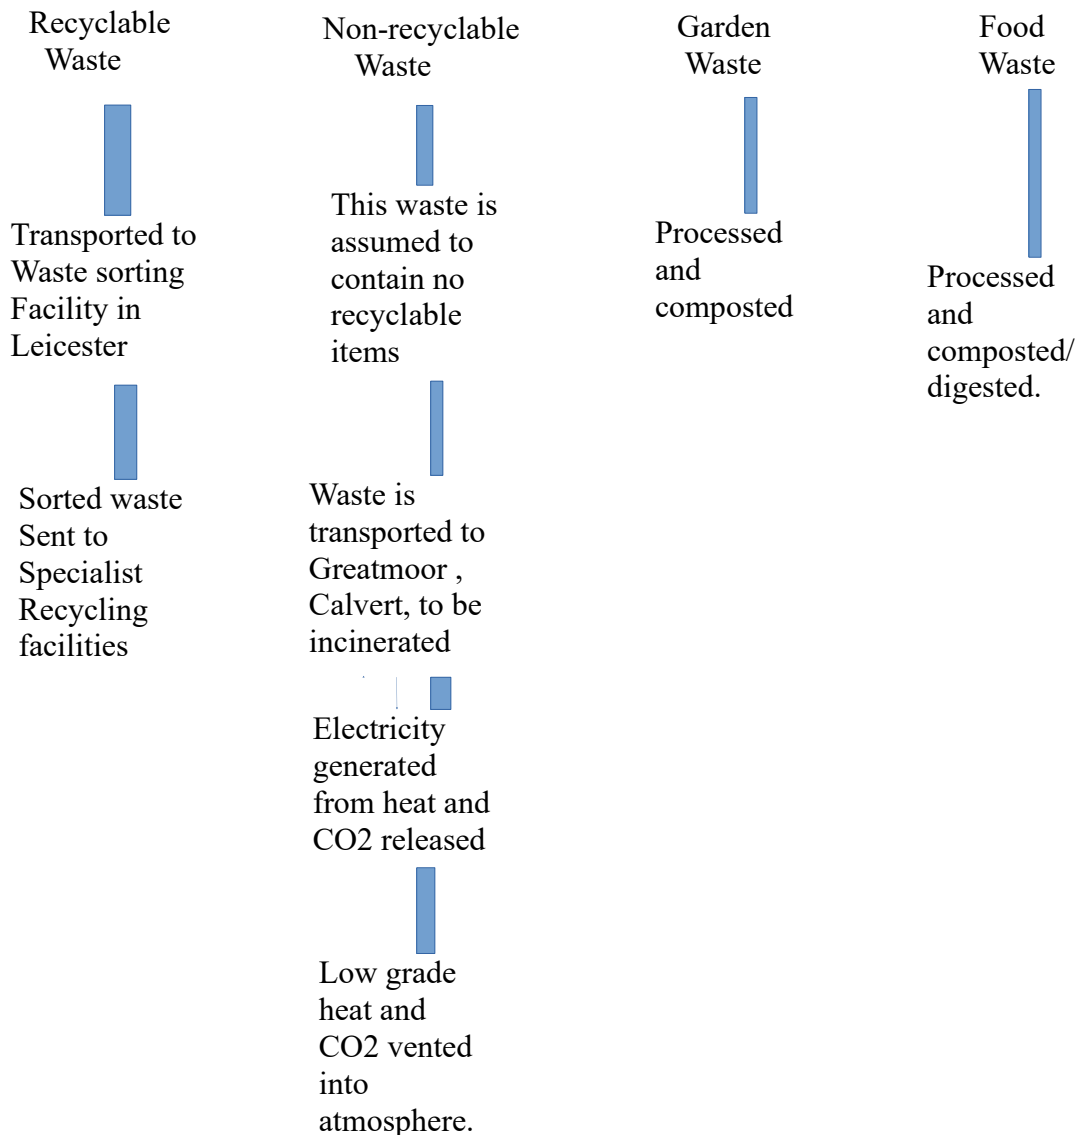 Recyclable
Waste
Transported to
Waste sorting
Facility in
Leicester
Sorted waste
Sent to
Specialist
Recycling
facilities
Non-recyclable
Waste
This waste is
assumed to
contain no
recyclable
items
Waste is
transported to
Greatmoor ,
Calvert, to be
incinerated
Electricity
generated
from heat and
CO2 released
Low grade
heat and
CO2 vented
into
atmosphere.
Garden
Waste
Processed
and
composted
Food
Waste
Processed
and
composted/
digested.